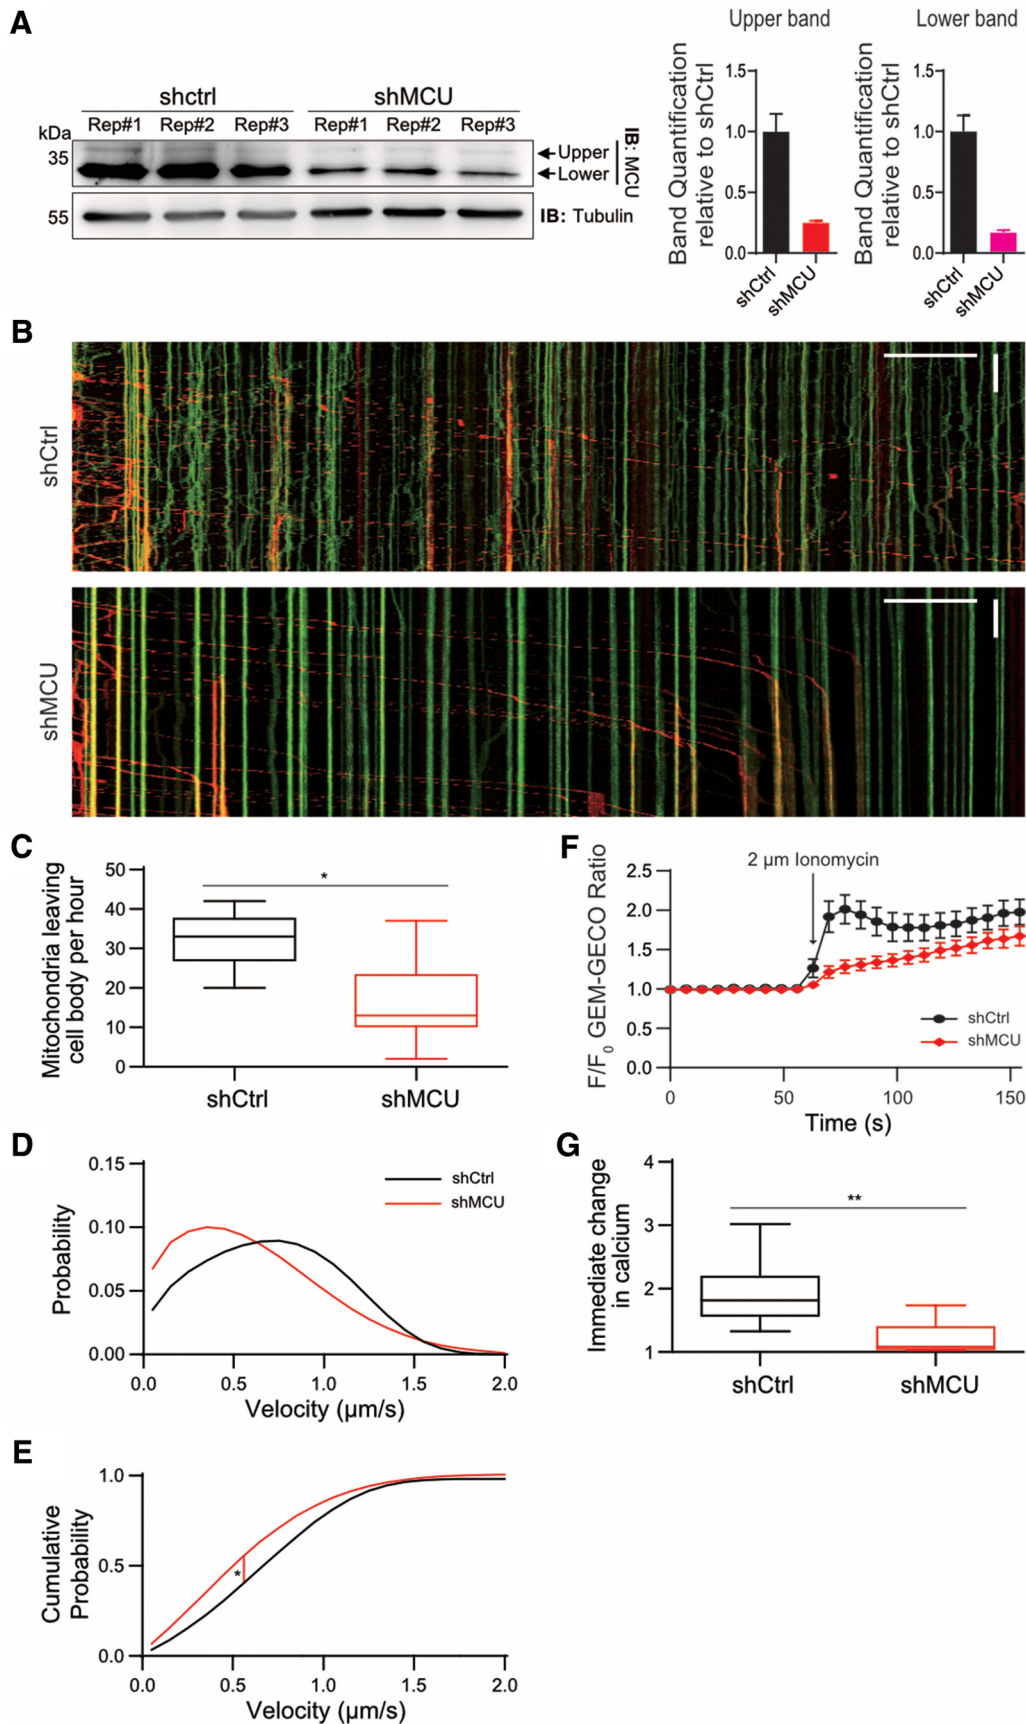 A
shctrl
shMCU
Rep#1 Rep#2 Rep#3 Rep#1 Rep#2 Rep#3
kDa
35
Upper
Lower
IB: MCU
55
IB: Tubulin
Upper band
Band Quantification
relative to shCtrl
1.5
1.0
0.5
0.0
shCtrl
shMCU
Lower band
Band Quantification
relative to shCtrl
1.5
1.0
0.5
0.0
shCtrl
shMCU
B
shCtrl
shMCU
C
Mitochondria leaving
cell body per hour
50
40
30
20
10
0
*
shCtrl
shMCU
D
Probability
0.15
0.10
0.05
0.00
shCtrl
shMCU
0.0 0.5 1.0 1.5 2.0
Velocity (µm/s)
E
Cumulative
Probability
1.0
0.5
0.0
*
0.0 0.5 1.0 1.5 2.0
Velocity (µm/s)
F
F/F0 GEM-GECO Ratio
2 µm Ionomycin
2.5
2.0
1.5
1.0
0.5
0.0
shCtrl
shMCU
0 50 100 150
Time (s)
G
Immediate change
in calcium
4
3
2
1
**
shCtrl
shMCU